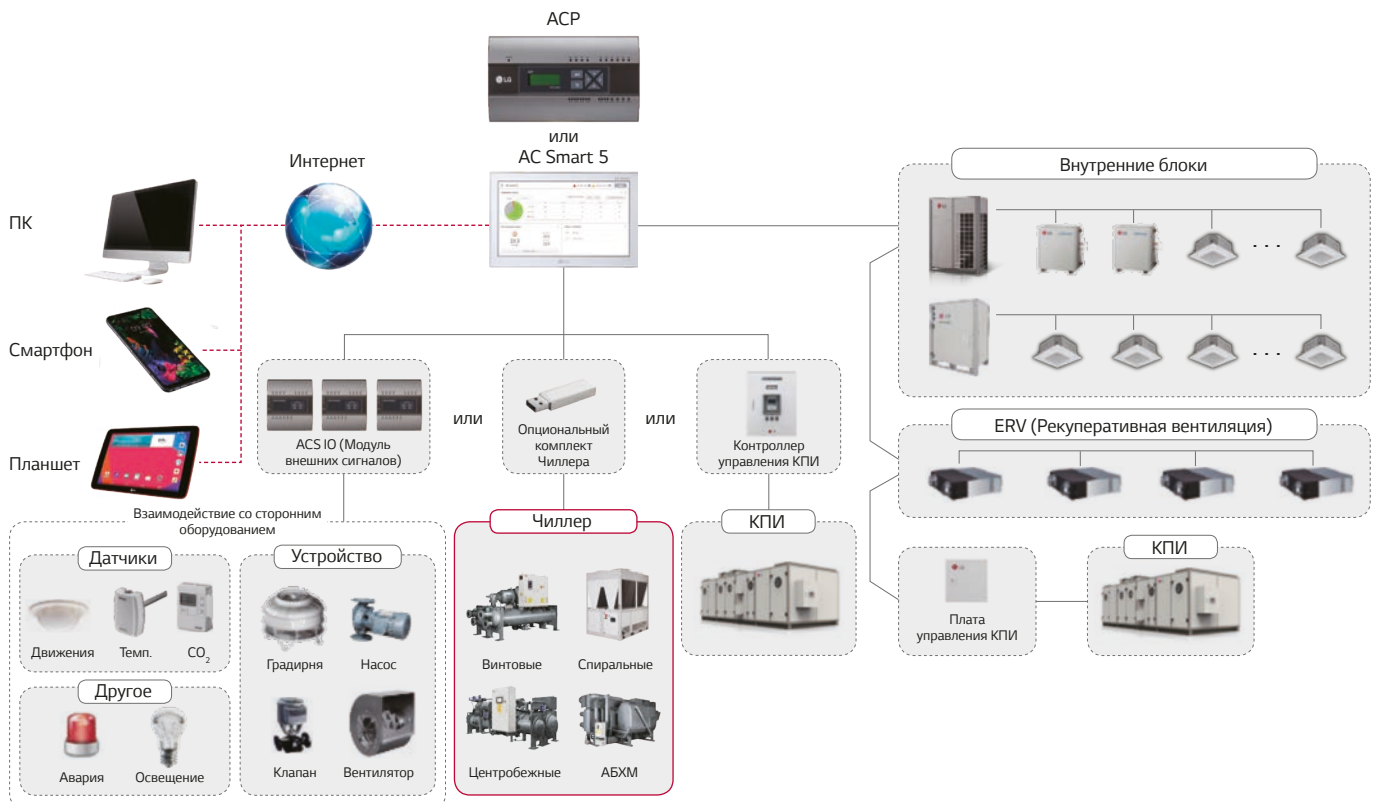 ACP
LG
или
AC Smart 5
Интернет
ПК
Смартфон
Планшет
Внутренние блоки
ACS IO (Модуль
внешних сигналов)
или
Опциональный
комплект
Чиллера
или
Контроллер
управления КПИ
ERV (Рекуперативная вентиляция)
Взаимодействие со сторонним
оборудованием
Датчики
Движения
Темп.
CO2
Другое
Авария
Освещение
Устройство
Градирня
Насос
Клапан
Вентилятор
Чиллер
Винтовые
Спиральные
Центробежные
АБХМ
КПИ
Плата
управления КПИ
КПИ